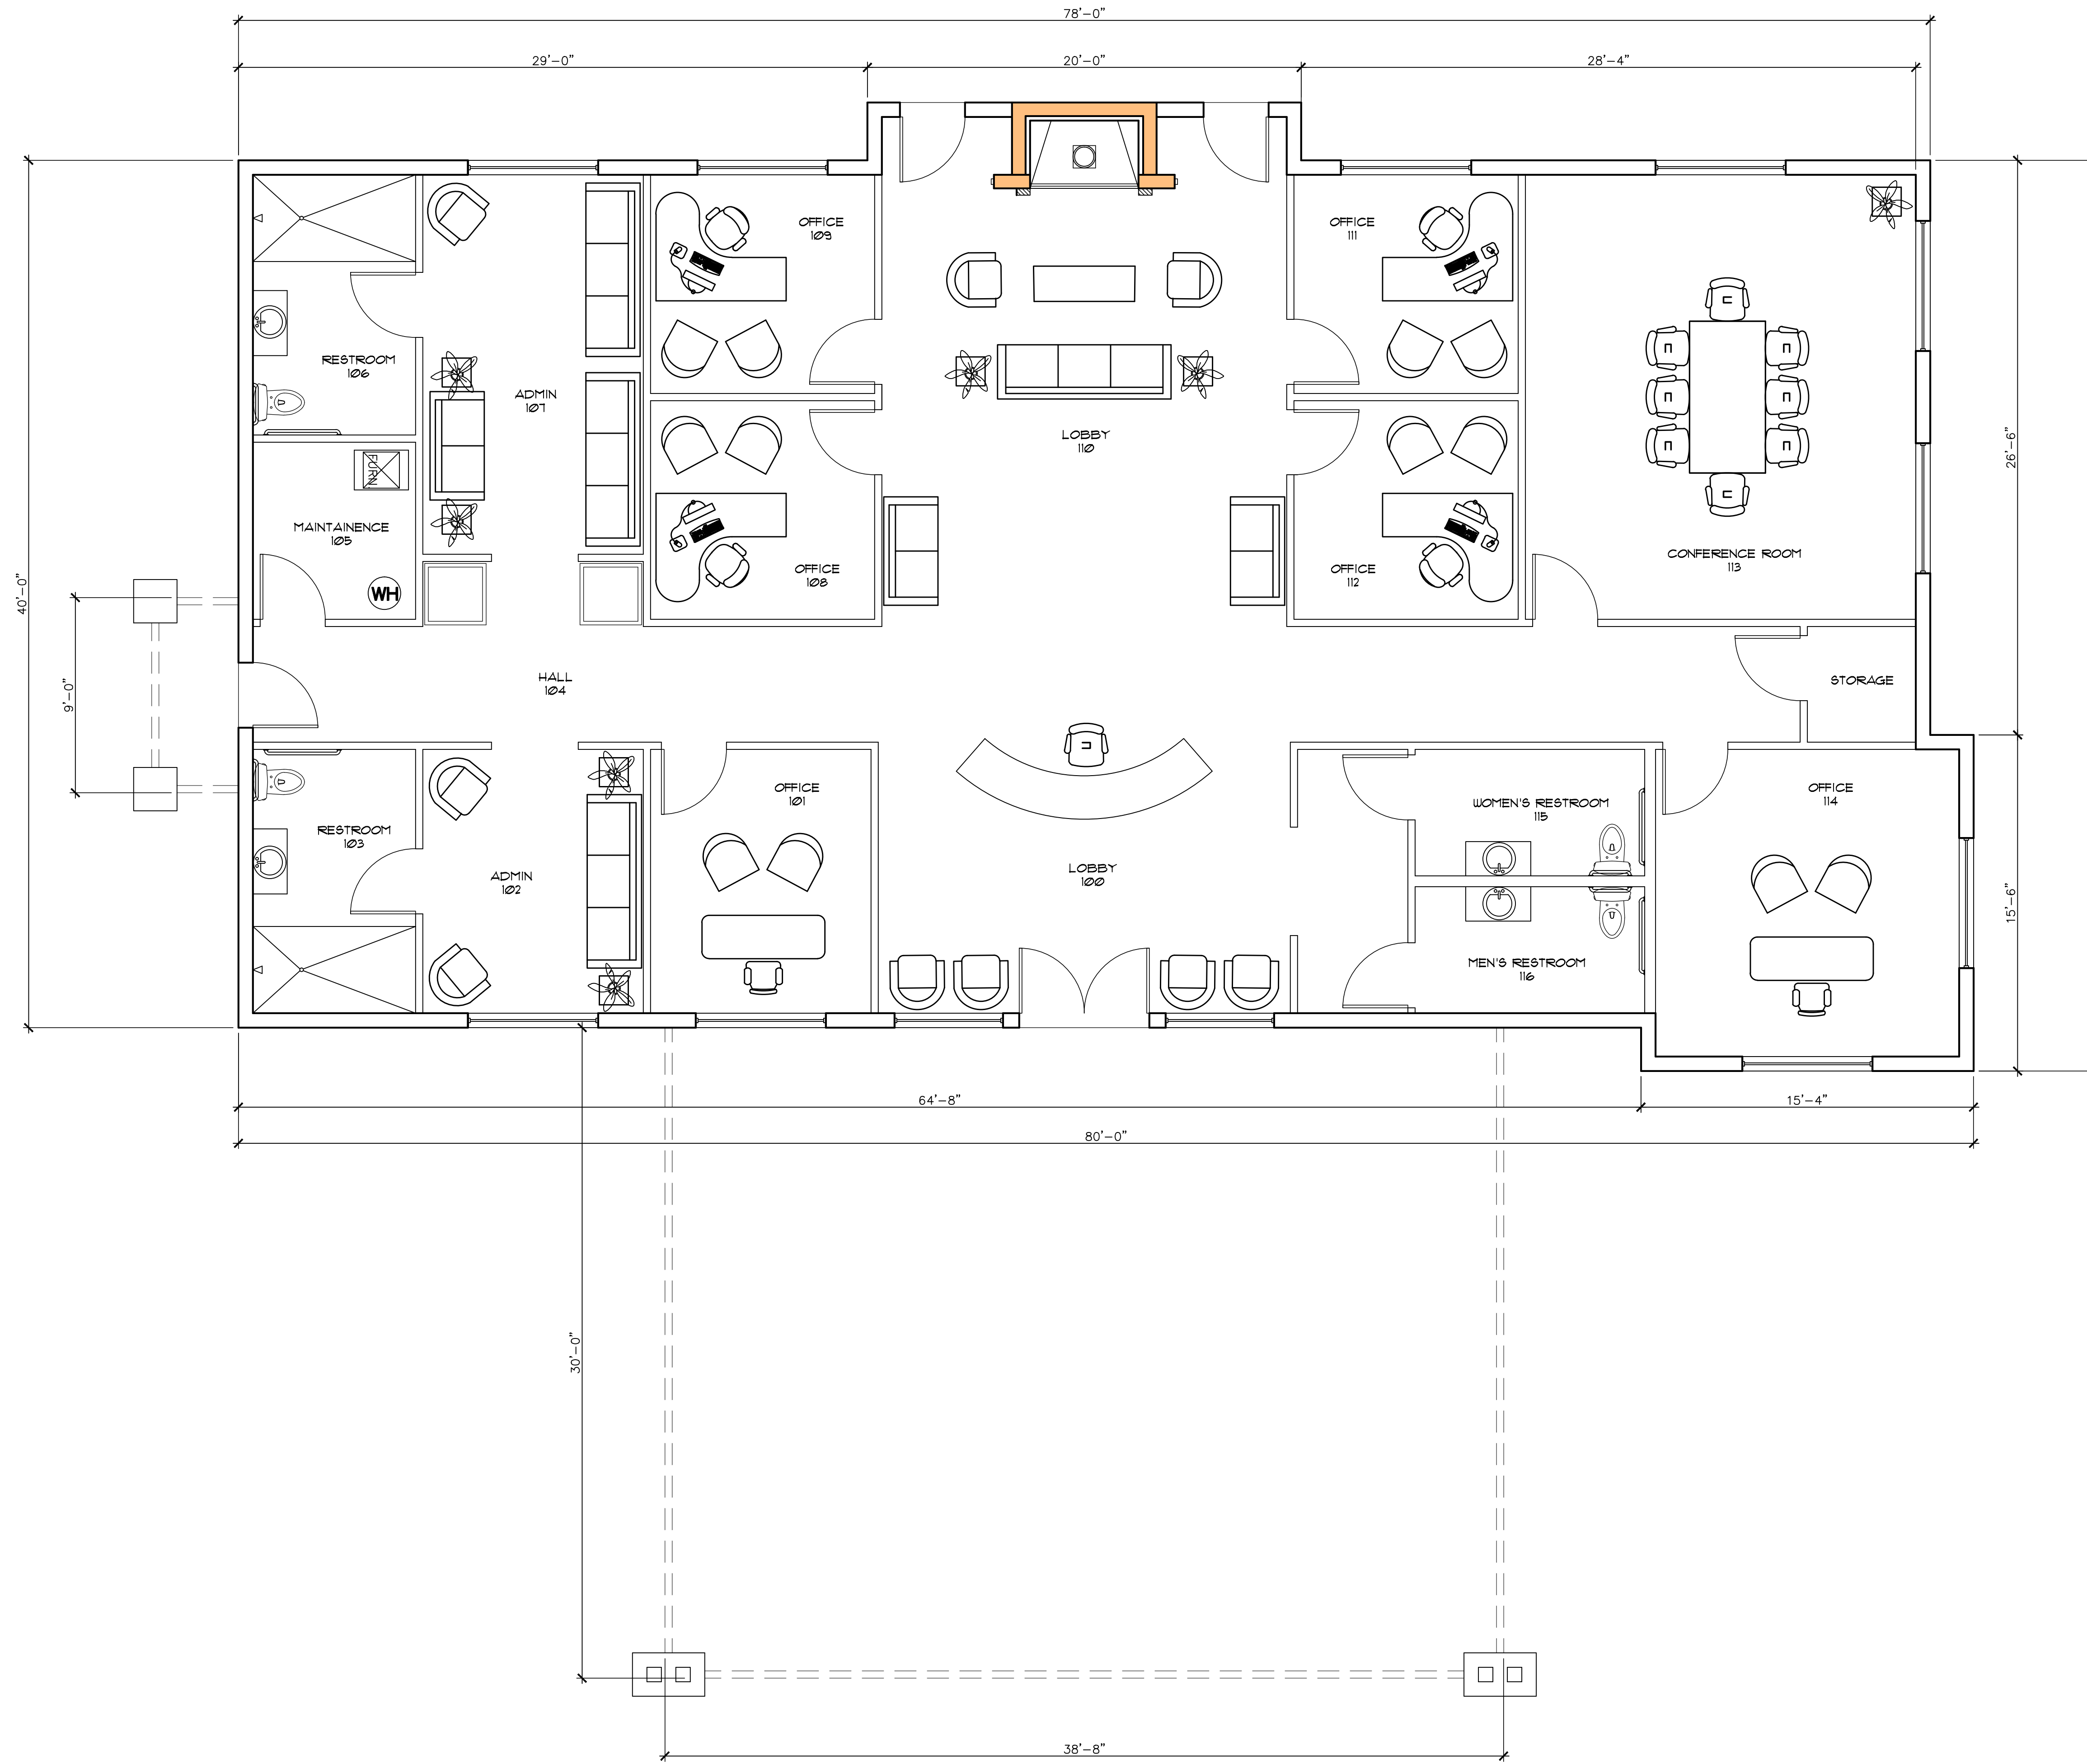 78'-0"
29'-0"
20'-0"
28'-4"
OFFICE
109
OFFICE
111
RESTROOM
106
ADMIN
107
LOBBY
110
FURN.
MAINTAINENCE
105
WH
OFFICE
108
OFFICE
112
CONFERENCE ROOM
113
26'-6"
40'-0"
9'-0"
HALL
104
STORAGE
RESTROOM
103
ADMIN
102
OFFICE
101
LOBBY
100
WOMEN'S RESTROOM
115
MEN'S RESTROOM
116
OFFICE
114
15'-6"
64'-8"
15'-4"
80'-0"
30'-0"
38'-8"